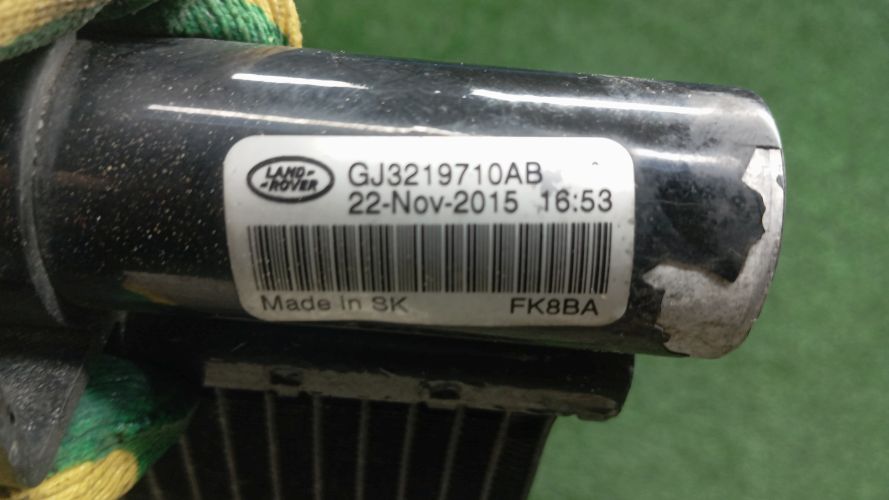 LAND-
-ROVER
GJ3219710AB
22-Nov-2015 16:53
Made in SK
FK8BA